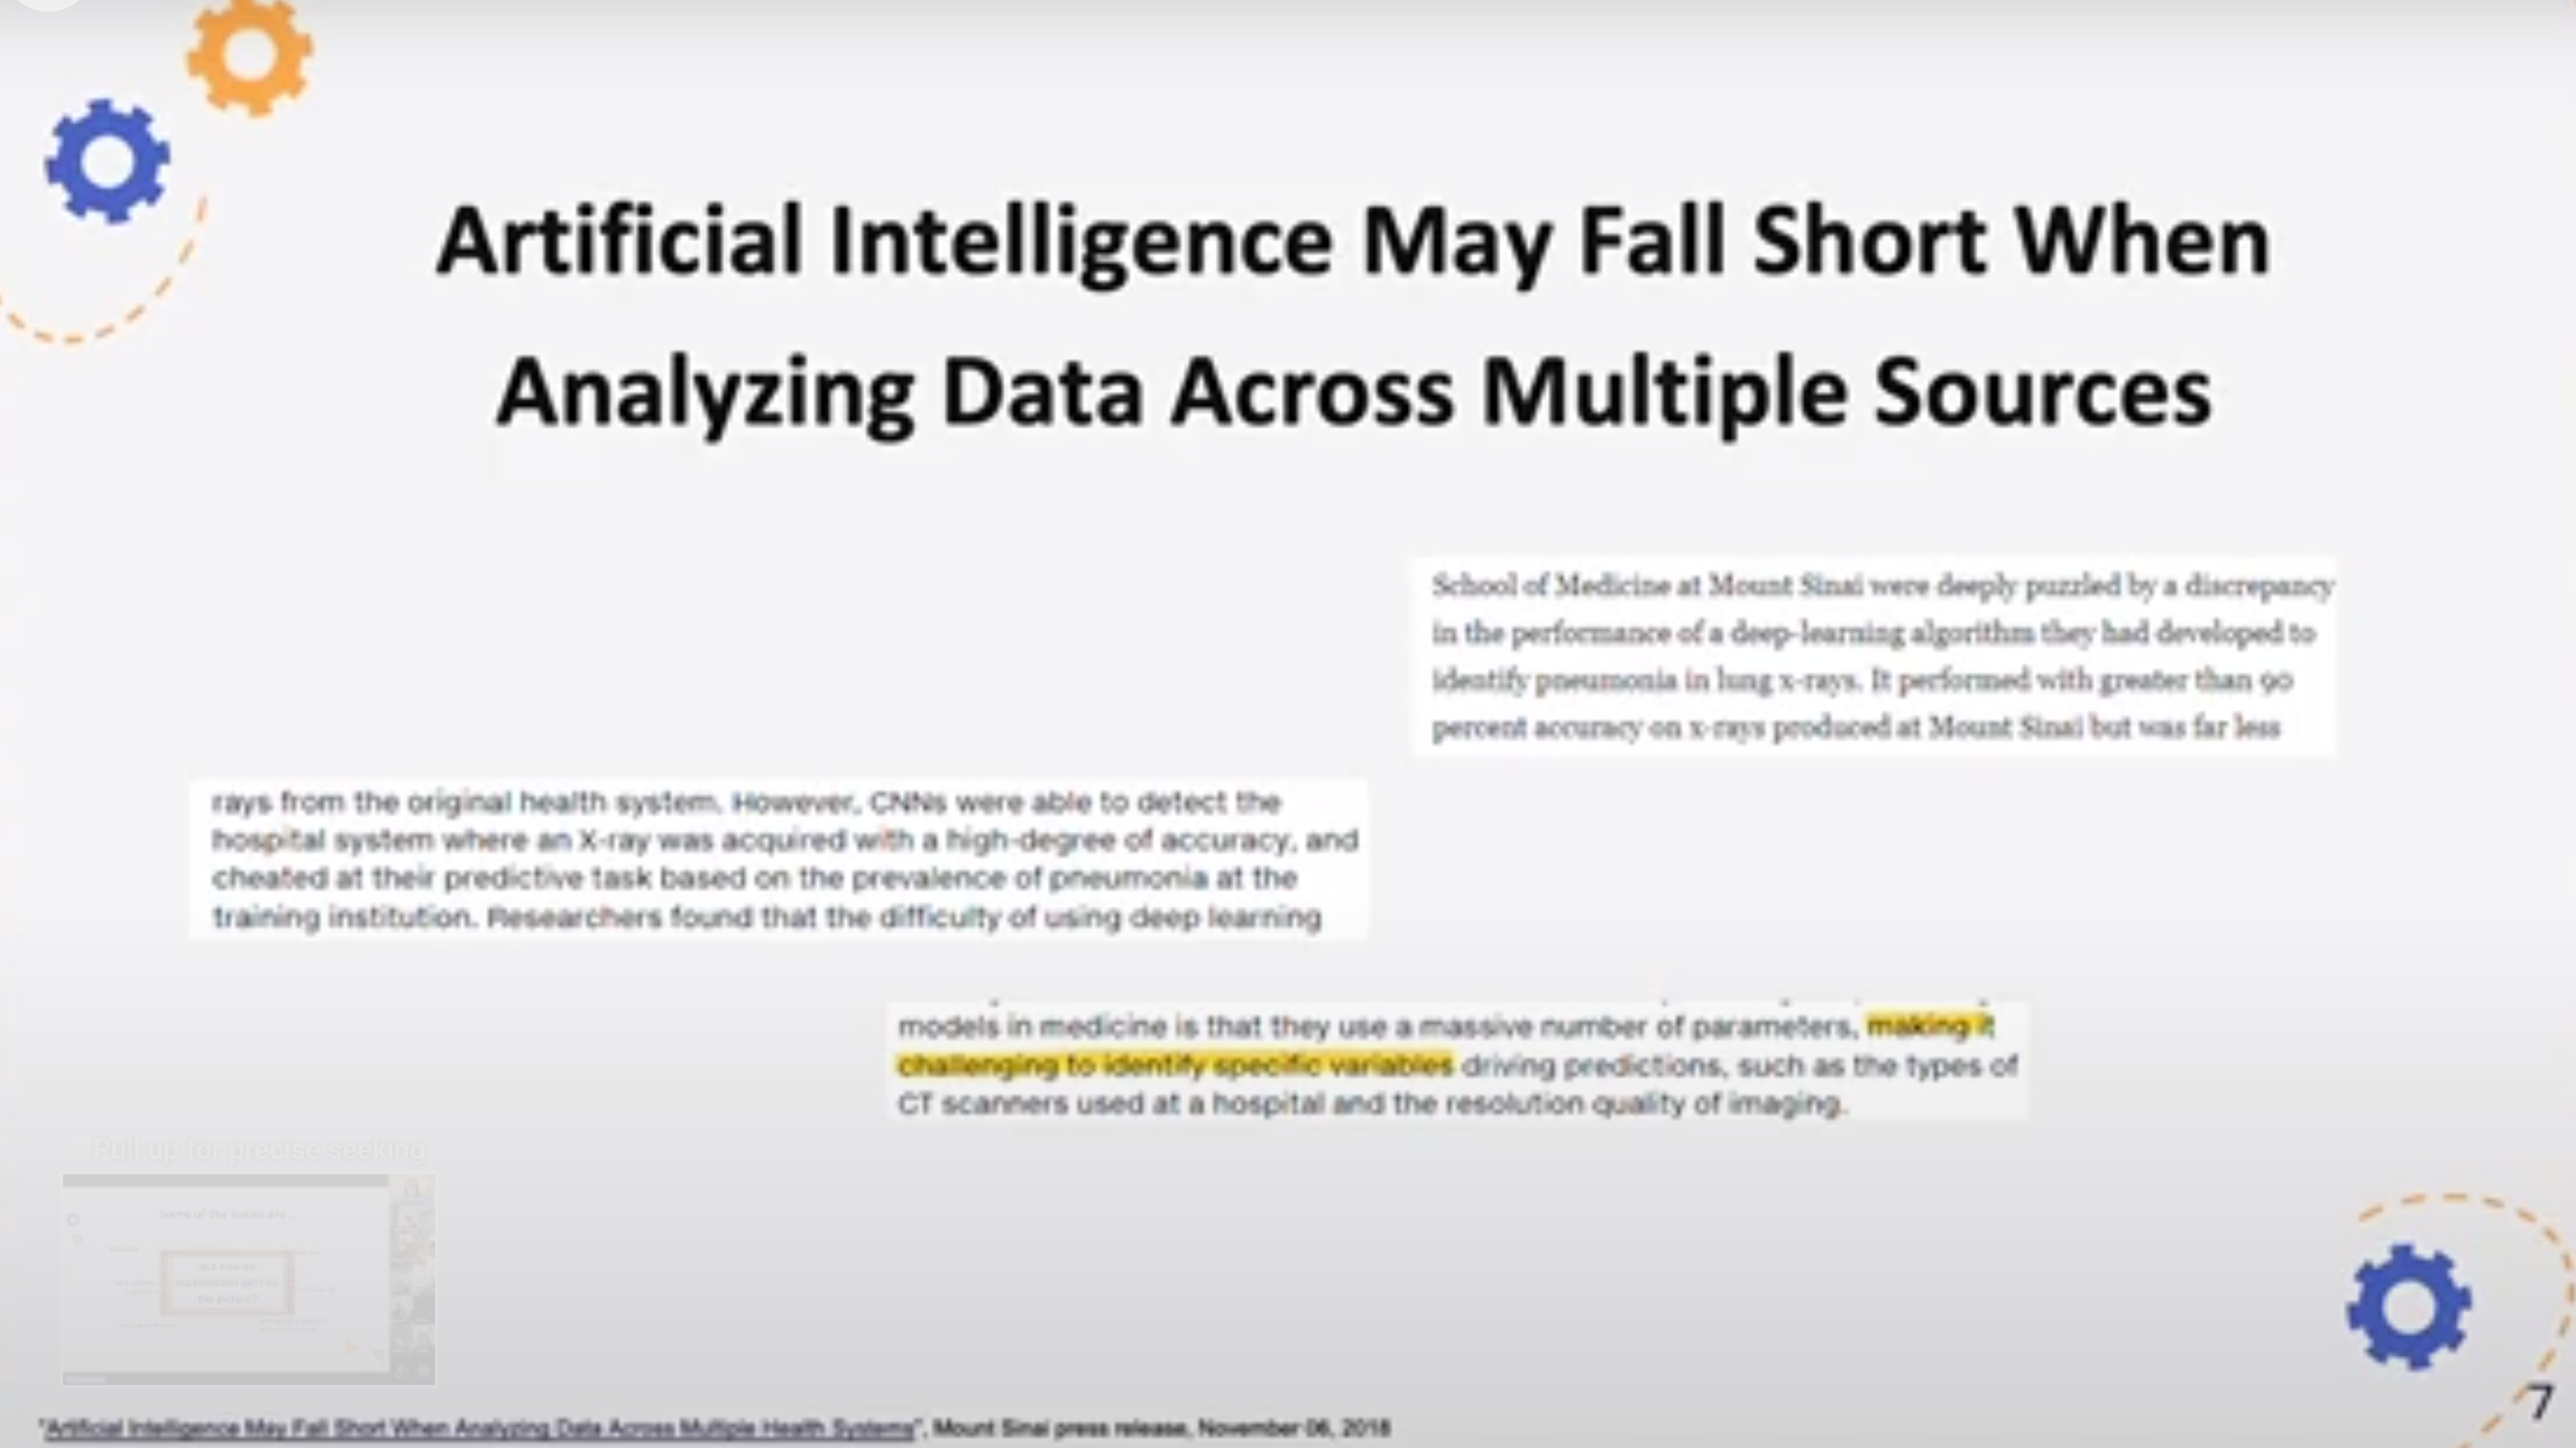 Artificial Intelligence May Fall Short When
Analyzing Data Across Multiple Sources
School of Medicine at Mount Sinai were deeply puzzled by a discrepancy
in the performance of a deep-learning algorithm they had developed to
identify pneumonia in lung x-rays. It performed with greater than 90
percent accuracy on x-rays produced at Mount Sinai but was far less
rays from the original health system. However, CNNs were able to detect the
hospital system where an X-ray was acquired with a high-degree of accuracy, and
cheated at their predictive task based on the prevalence of pneumonia at the
training institution. Researchers found that the difficulty of using deep learning
models in medicine is that they use a massive number of parameters, making it
challenging to identify specific variables driving predictions, such as the types of
CT scanners used at a hospital and the resolution quality of imaging.
Pull up for precise seeking
Some of the issues are...
"Artificial Intelligence May Fall Short When Analyzing Data Across Multiple Health Systems", Mount Sinai press release, November 06, 2018
7